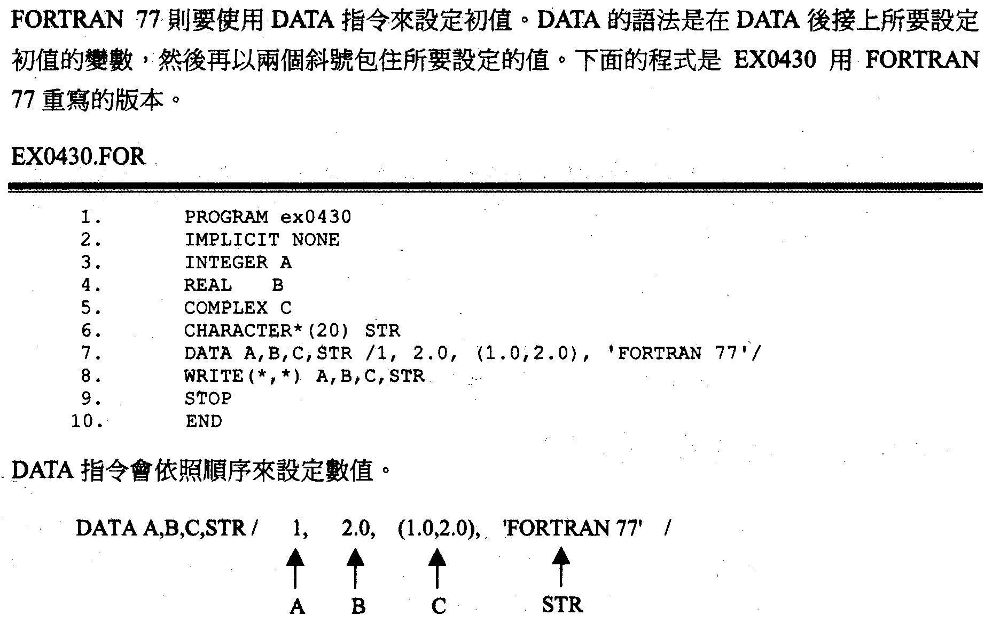 FORTRAN 77 則要使用 DATA 指令來設定初值。DATA 的語法是在 DATA 後接上所要設定
初值的變數，然後再以兩個斜號包住所要設定的值。下面的程式是 EX0430 用 FORTRAN
77 重寫的版本。
EX0430.FOR
1. PROGRAM ex0430
2. IMPLICIT NONE
3. INTEGER A
4. REAL   B
5. COMPLEX C
6. CHARACTER*(20) STR
7. DATA A,B,C,STR /1, 2.0, (1.0,2.0), 'FORTRAN 77'/
8. WRITE(*,*) A,B,C,STR
9. STOP
10. END
DATA 指令會依照順序來設定數值。
DATA A,B,C,STR / 1, 2.0, (1.0,2.0), 'FORTRAN 77' /
A B C STR